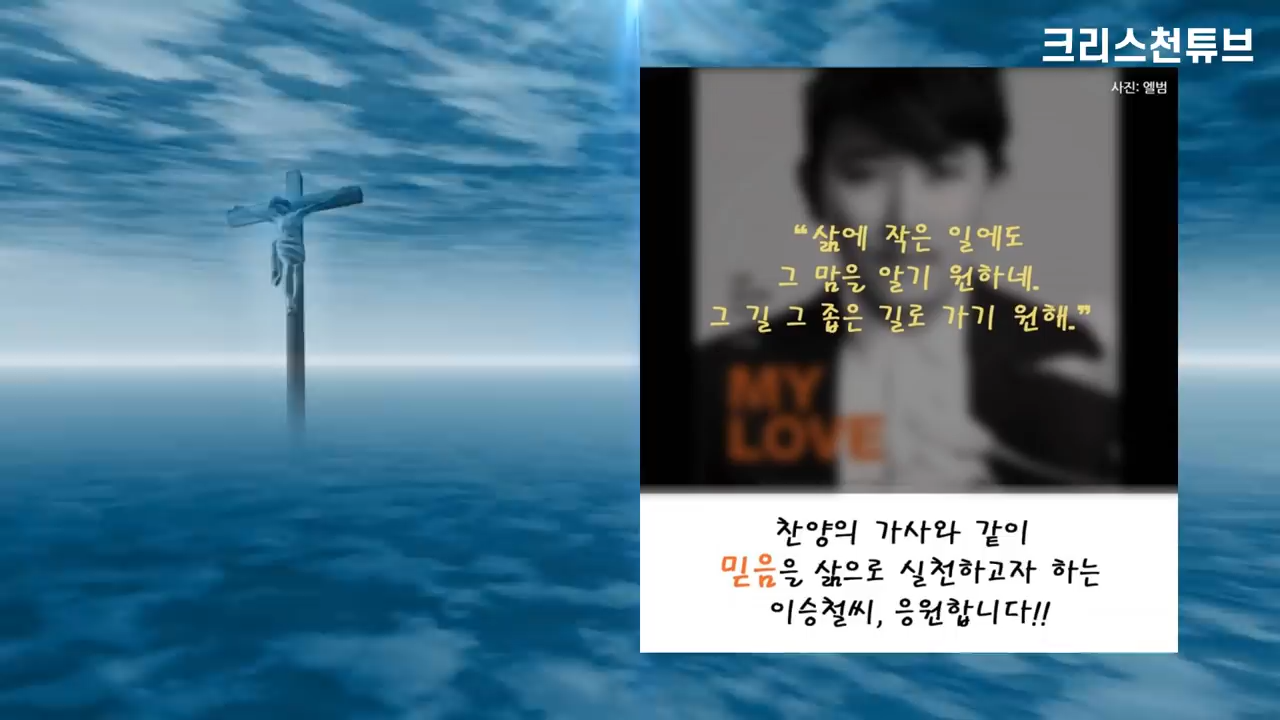 크리스천튜브
사진: 엘범
“삶에 작은 일에도
그 맘을 알기 원하네.
그 길 그 좁은 길로 가기 원해.”
MY
LOVE
찬양의 가사와 같이
믿음을 삶으로 실천하고자 하는
이승철씨, 응원합니다!!